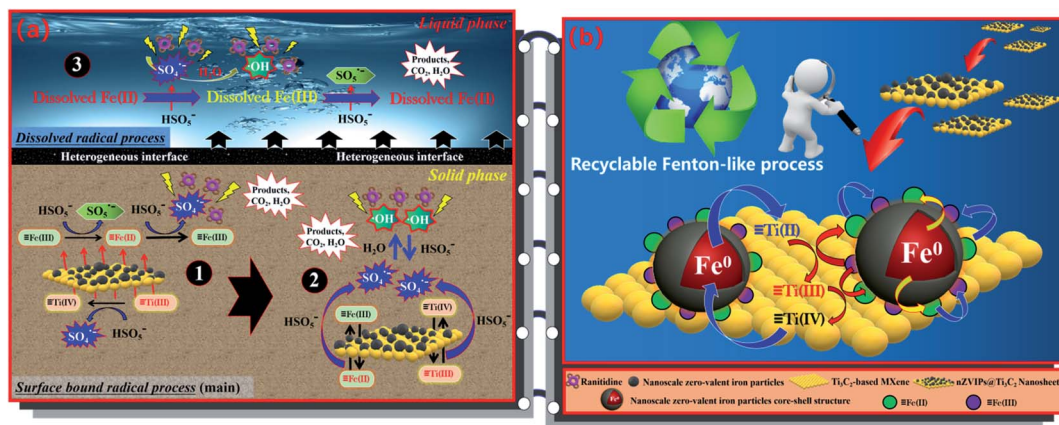 (a)
Liquid phase
3
SO₄•⁻
H₂O
•OH
SO₅•⁻
Products,
CO₂, H₂O
Dissolved Fe(II)
Dissolved Fe(III)
Dissolved Fe(II)
HSO₅⁻
HSO₅⁻
Dissolved radical process
Heterogeneous interface
Heterogeneous interface
Solid phase
HSO₅⁻
SO₅•⁻
HSO₅⁻
SO₄•⁻
Products,
CO₂, H₂O
≡Fe(III)
≡Fe(II)
≡Fe(III)
1
≡Ti(IV)
≡Ti(III)
SO₄•⁻
HSO₅⁻
Products,
CO₂, H₂O
•OH
•OH
H₂O
HSO₅⁻
2
SO₄•⁻
SO₄•⁻
HSO₅⁻
≡Fe(III)
≡Ti(IV)
HSO₅⁻
≡Fe(II)
≡Ti(III)
Surface bound radical process (main)
(b)
Recyclable Fenton-like process
Fe⁰
≡Ti(II)
≡Ti(III)
≡Ti(IV)
Fe⁰
Ranitidine
Nanoscale zero-valent iron particles
Ti₃C₂-based MXene
nZVIPs@Ti₃C₂ Nanosheet
Fe⁰
Nanoscale zero-valent iron particles core-shell structure
≡Fe(II)
≡Fe(III)